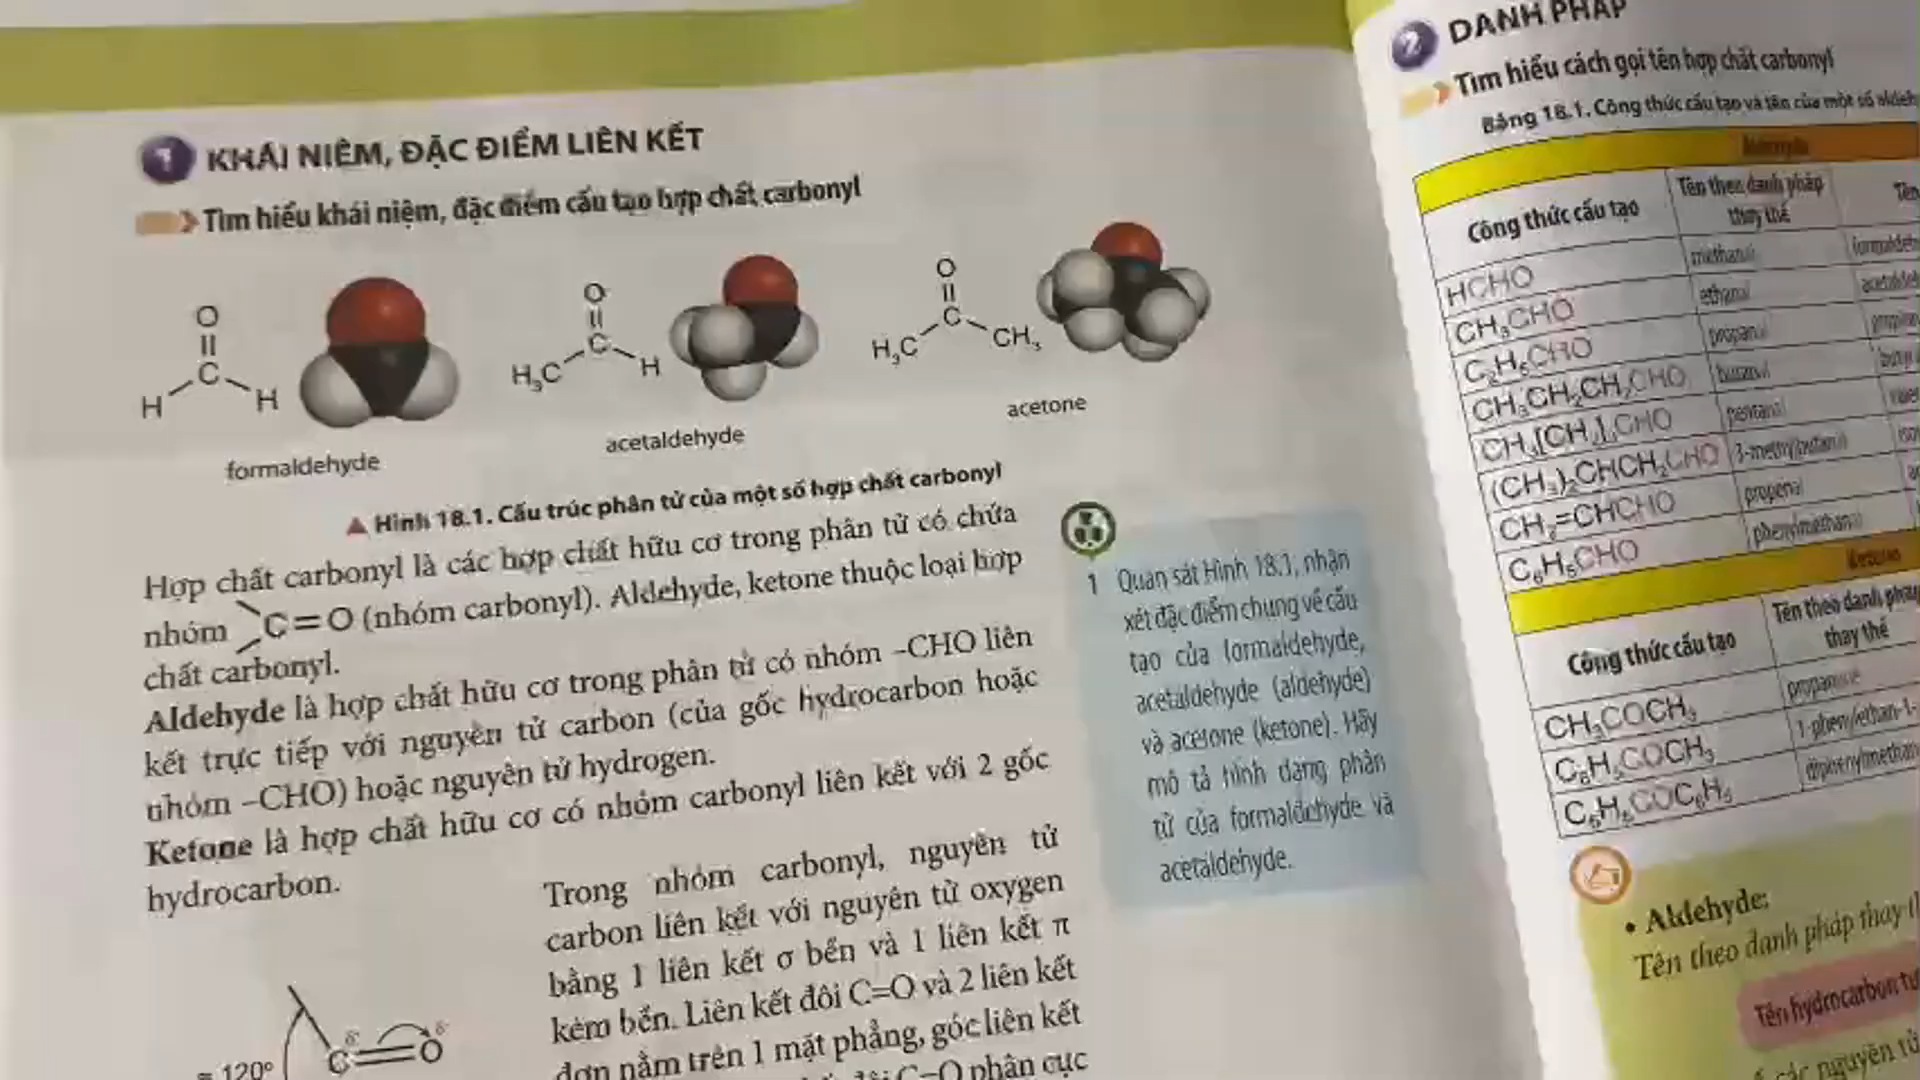 1 KHÁI NIỆM, ĐẶC ĐIỂM LIÊN KẾT
Tìm hiểu khái niệm, đặc điểm cấu tạo hợp chất carbonyl
O
C
H H
formaldehyde
O
C
H₃C H
acetaldehyde
O
C
H₃C CH₃
acetone
Hình 18.1. Cấu trúc phân tử của một số hợp chất carbonyl
Hợp chất carbonyl là các hợp chất hữu cơ trong phân tử có chứa
nhóm C=O (nhóm carbonyl). Aldehyde, ketone thuộc loại hợp
chất carbonyl.
Aldehyde là hợp chất hữu cơ trong phân tử có nhóm –CHO liên
kết trực tiếp với nguyên tử carbon (của gốc hydrocarbon hoặc
nhóm –CHO) hoặc nguyên tử hydrogen.
Ketone là hợp chất hữu cơ có nhóm carbonyl liên kết với 2 gốc
hydrocarbon.
Trong nhóm carbonyl, nguyên tử
carbon liên kết với nguyên tử oxygen
bằng 1 liên kết σ bền và 1 liên kết π
kém bền. Liên kết đôi C=O và 2 liên kết
đơn nằm trên 1 mặt phẳng, góc liên kết
C=O phân cực
δ⁻
C=O
120°
1 Quan sát Hình 18.1, nhận
xét đặc điểm chung về cấu
tạo của formaldehyde,
acetaldehyde (aldehyde)
và acetone (ketone). Hãy
mô tả hình dạng phân
tử của formaldehyde và
acetaldehyde.
2 DANH PHÁP
Tìm hiểu cách gọi tên hợp chất carbonyl
Bảng 18.1. Công thức cấu tạo và tên của một số
Công thức cấu tạo Tên theo danh pháp Tên
thay thế
HCHO methanal
CH₃CHO ethanal
C₂H₅CHO propanal
CH₃CH₂CH₂CHO butanal
CH₃[CH₂]₃CHO pentanal
(CH₃)₂CHCH₂CHO 3-methylbutanal
CH₂=CHCHO propenal
C₆H₅CHO phenylmethanal
Ketone
Công thức cấu tạo Tên theo danh pháp
thay thế
CH₃COCH₃ propanone
C₆H₅COCH₃ 1-phenylethan-1-
C₆H₅COC₆H₅
• Aldehyde:
Tên theo danh pháp thay
Tên hydrocarbon
các nguyên tử